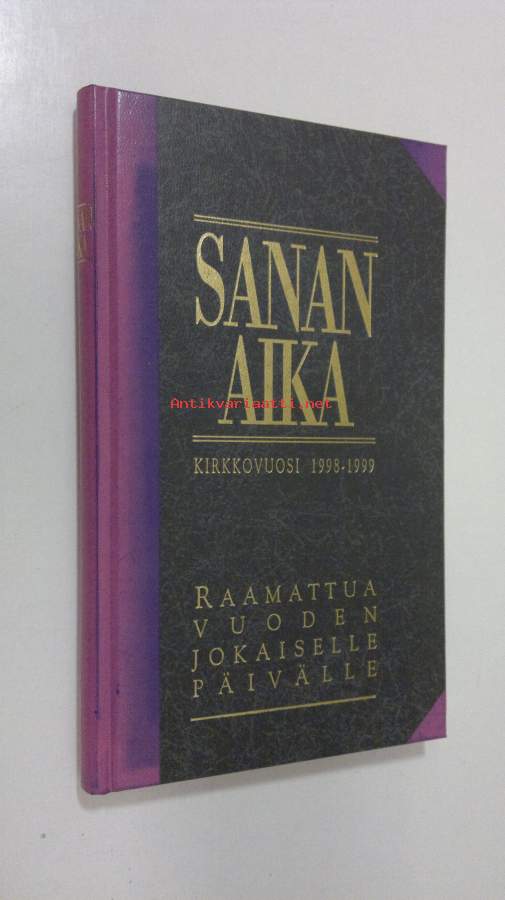 SANAN
AIKA
Antikvariaatti.net
KIRKKOVUOSI 1998-1999
RAAMATTUA
VUODEN
JOKAISELLE
PÄIVÄLLE